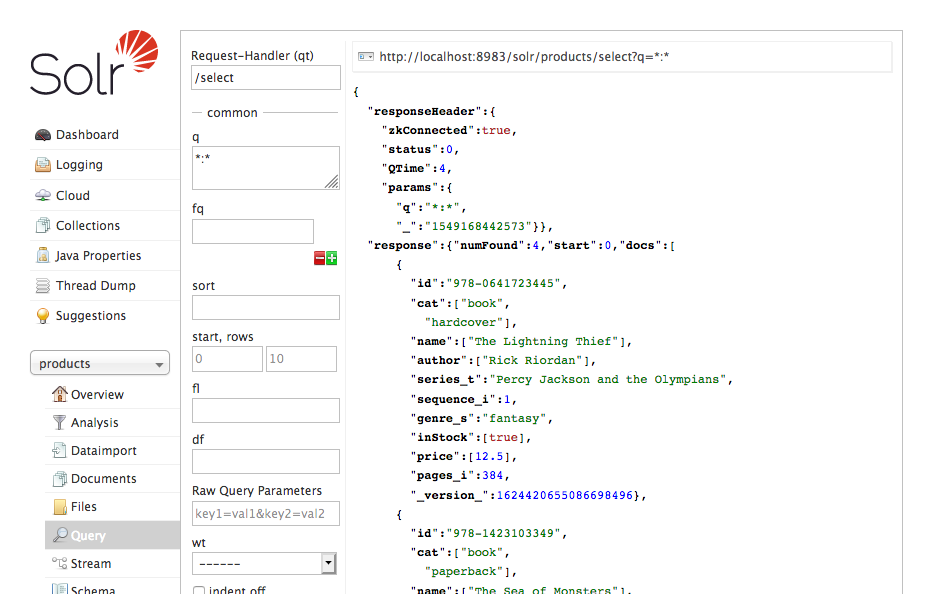 Solr
Dashboard
Logging
Cloud
Collections
Java Properties
Thread Dump
Suggestions
products
Overview
Analysis
Dataimport
Documents
Files
Query
Stream
Schema
Request-Handler (qt)
/select
common
q
*:*
fq
sort
start, rows
0 10
fl
df
Raw Query Parameters
key1=val1&key2=val2
wt
------
indent off
http://localhost:8983/solr/products/select?q=*:*
{
"responseHeader":{
"zkConnected":true,
"status":0,
"QTime":4,
"params":{
"q":"*:*",
"_":"1549168442573"}},
"response":{"numFound":4,"start":0,"docs":[
{
"id":"978-0641723445",
"cat":["book",
"hardcover"],
"name":["The Lightning Thief"],
"author":["Rick Riordan"],
"series_t":"Percy Jackson and the Olympians",
"sequence_i":1,
"genre_s":"fantasy",
"inStock":[true],
"price":[12.5],
"pages_i":384,
"_version_":1624420655086698496},
{
"id":"978-1423103349",
"cat":["book",
"paperback"],
"name":["The Sea of Monsters"],